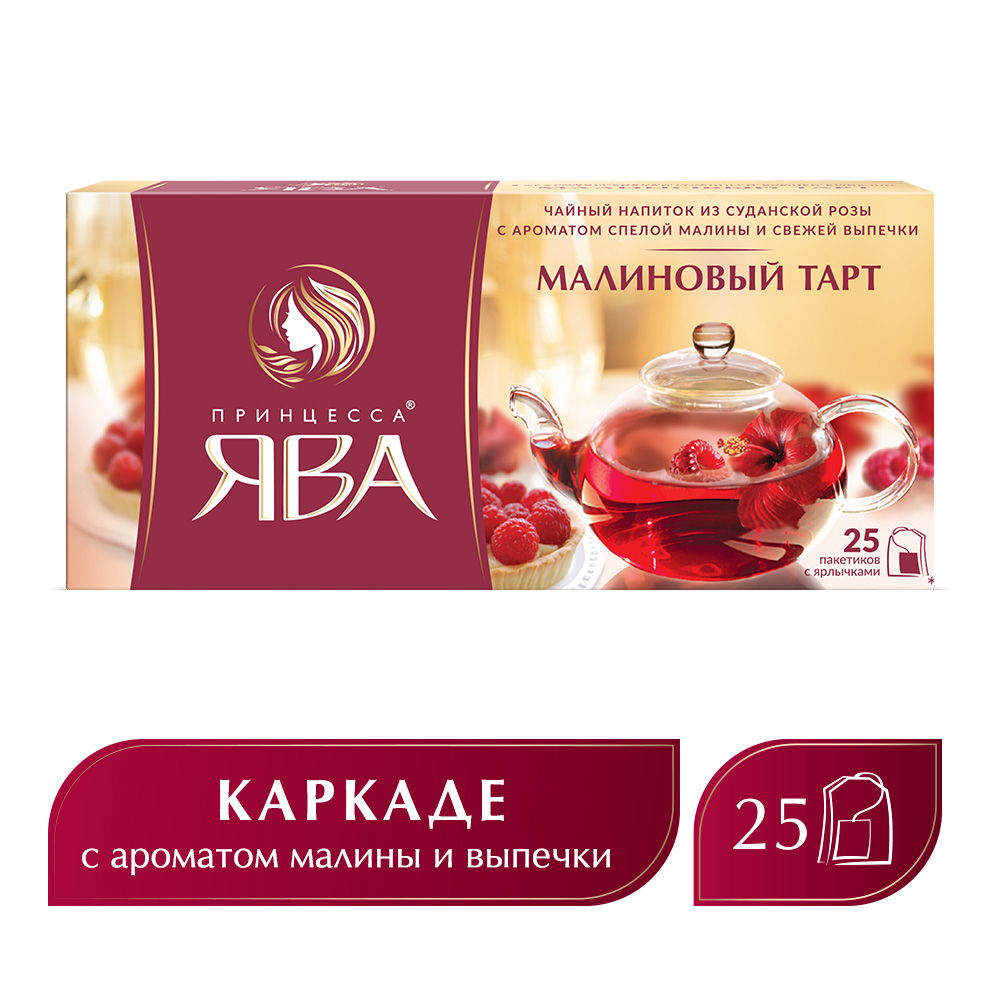 ЧАЙНЫЙ НАПИТОК ИЗ СУДАНСКОЙ РОЗЫ
С АРОМАТОМ СПЕЛОЙ МАЛИНЫ И СВЕЖЕЙ ВЫПЕЧКИ
МАЛИНОВЫЙ ТАРТ
ПРИНЦЕССА®
ЯВА
25
пакетиков
с ярлычками
*
КАРКАДЕ
с ароматом малины и выпечки
25